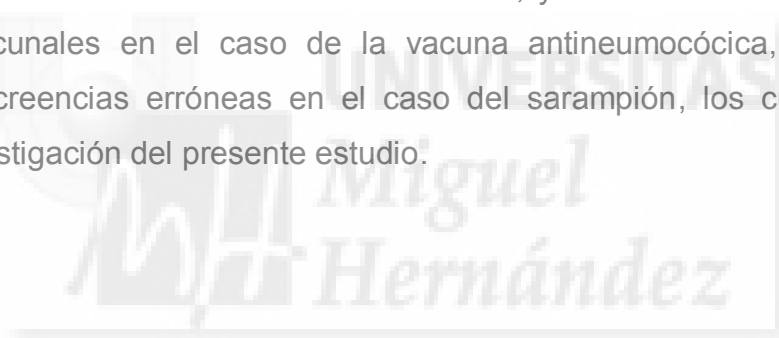 cunales en el caso de la vacuna antineumocócica,
UNIVERSITAS
creencias erróneas en el caso del sarampión, los c
stigación del presente estudio.
Miguel
Hernández